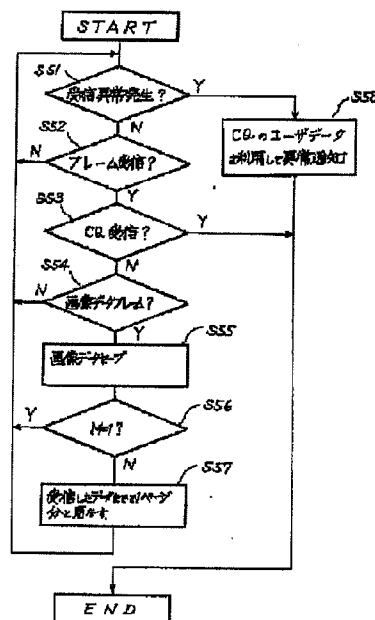 START
S51
受信異常発生?
Y
S58
N
CQのユーザデータ
を利用して異常通知す
S52
フレーム受信?
N
Y
S53
CQ受信?
Y
N
S54
画像データフレーム?
N
Y
S55
画像データセーブ
S56
M=1?
Y
N
S57
受信したデータまでが1ページ
分と見なす
END